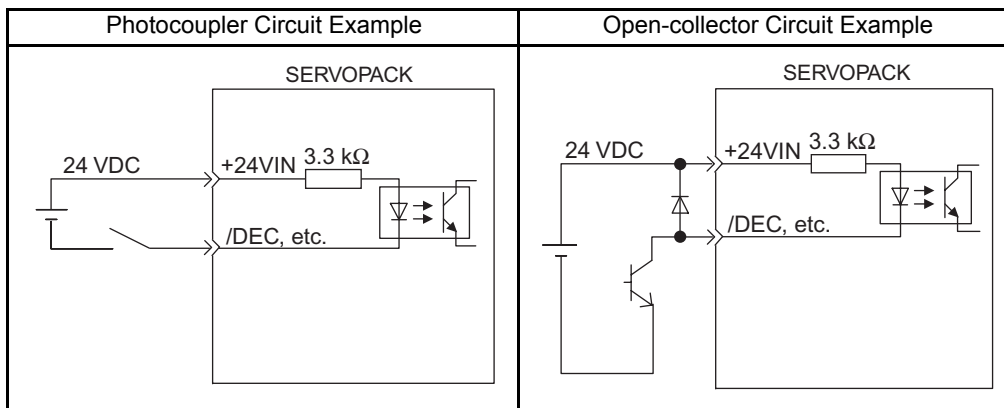 Photocoupler Circuit Example
Open-collector Circuit Example
SERVOPACK
24 VDC
+24VIN 3.3 kΩ
/DEC, etc.
SERVOPACK
24 VDC
+24VIN 3.3 kΩ
/DEC, etc.